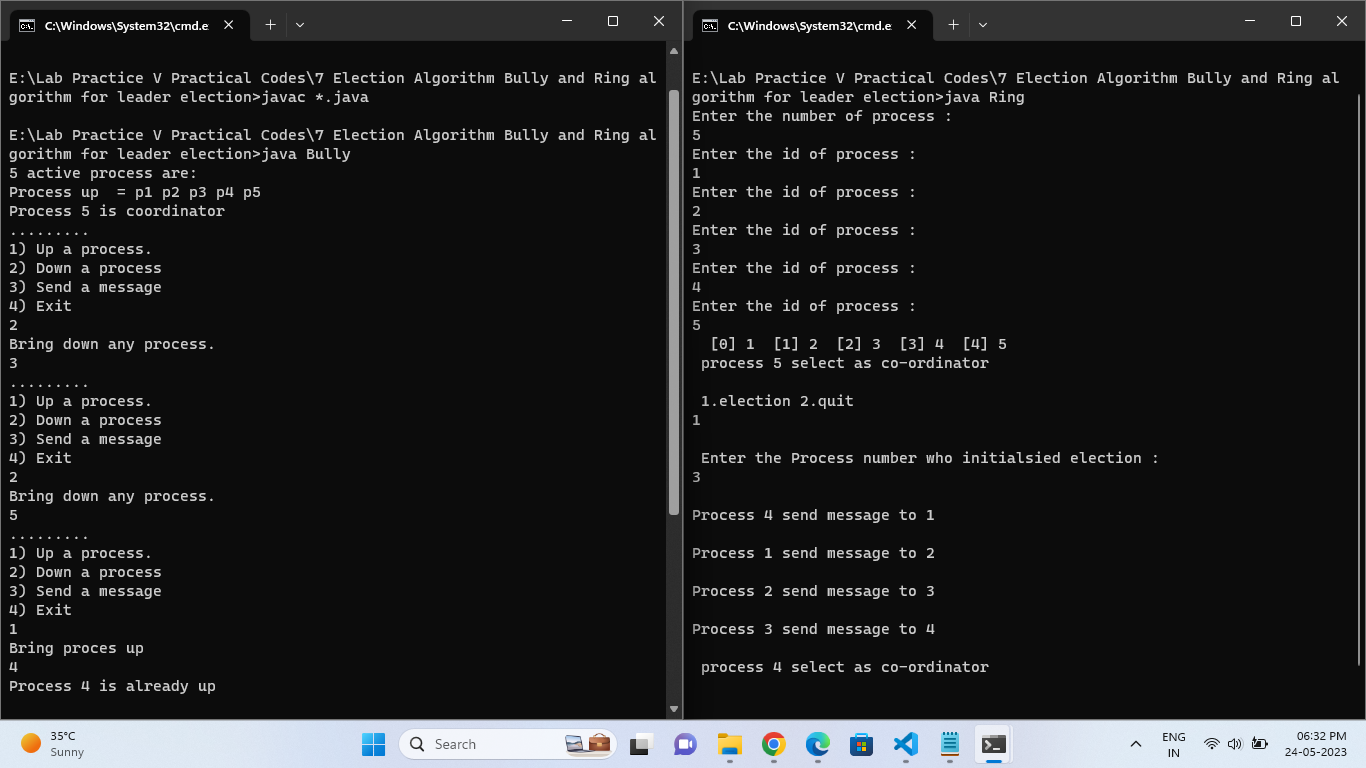 C:\Windows\System32\cmd.e
E:\Lab Practice V Practical Codes\7 Election Algorithm Bully and Ring al
gorithm for leader election>javac *.java
E:\Lab Practice V Practical Codes\7 Election Algorithm Bully and Ring al
gorithm for leader election>java Bully
5 active process are:
Process up  = p1 p2 p3 p4 p5
Process 5 is coordinator
.........
1) Up a process.
2) Down a process
3) Send a message
4) Exit
2
Bring down any process.
3
.........
1) Up a process.
2) Down a process
3) Send a message
4) Exit
2
Bring down any process.
5
.........
1) Up a process.
2) Down a process
3) Send a message
4) Exit
1
Bring proces up
4
Process 4 is already up
C:\Windows\System32\cmd.e
E:\Lab Practice V Practical Codes\7 Election Algorithm Bully and Ring al
gorithm for leader election>java Ring
Enter the number of process :
5
Enter the id of process :
1
Enter the id of process :
2
Enter the id of process :
3
Enter the id of process :
4
Enter the id of process :
5
  [0] 1  [1] 2  [2] 3  [3] 4  [4] 5
 process 5 select as co-ordinator
 1.election 2.quit
1
 Enter the Process number who initialsied election :
3
Process 4 send message to 1
Process 1 send message to 2
Process 2 send message to 3
Process 3 send message to 4
 process 4 select as co-ordinator
35°C
Sunny
Search
ENG
IN
06:32 PM
24-05-2023